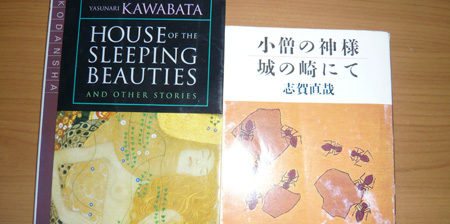 KODANSHA
YASUNARI KAWABATA
HOUSE OF THE
SLEEPING
BEAUTIES
AND OTHER STORIES
小僧の神様
城の崎にて
志賀直哉